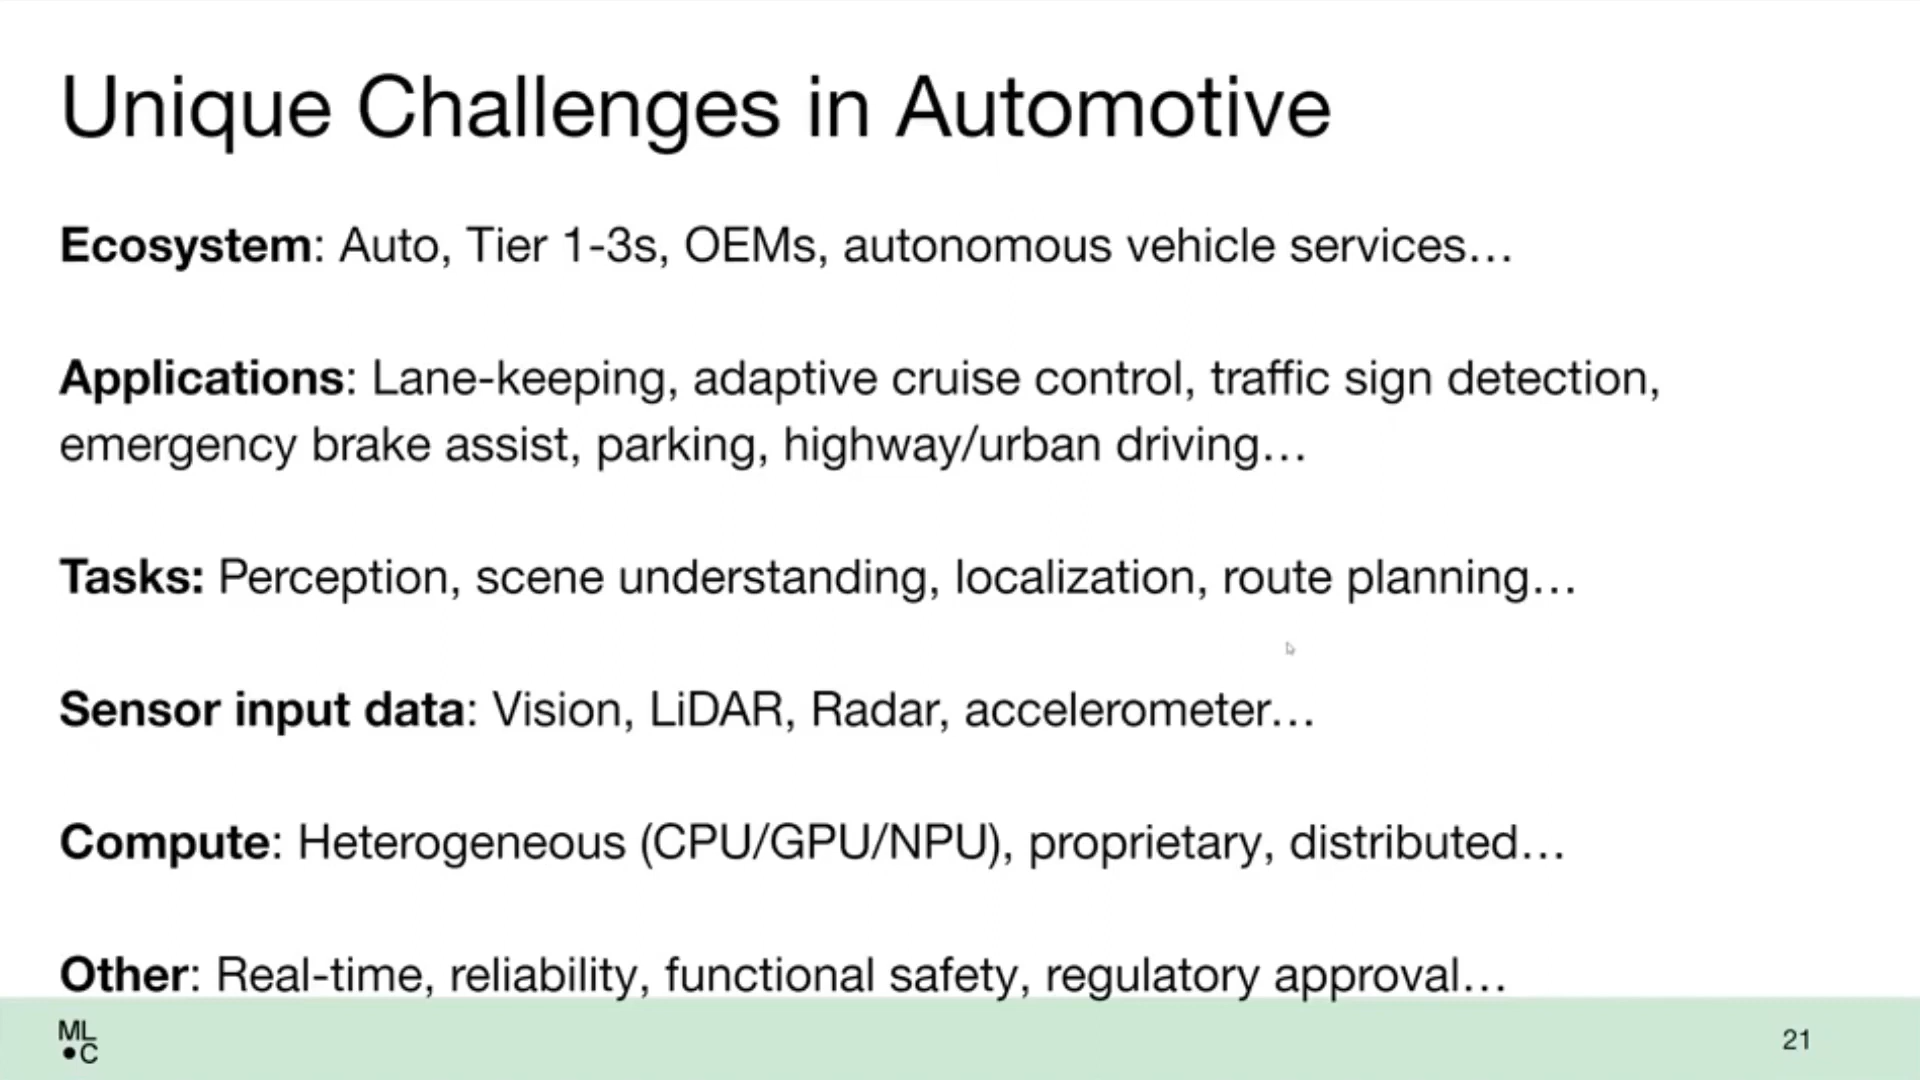 Unique Challenges in Automotive
Ecosystem: Auto, Tier 1-3s, OEMs, autonomous vehicle services…
Applications: Lane-keeping, adaptive cruise control, traffic sign detection,
emergency brake assist, parking, highway/urban driving…
Tasks: Perception, scene understanding, localization, route planning…
Sensor input data: Vision, LiDAR, Radar, accelerometer…
Compute: Heterogeneous (CPU/GPU/NPU), proprietary, distributed…
Other: Real-time, reliability, functional safety, regulatory approval…
ML
•C
21